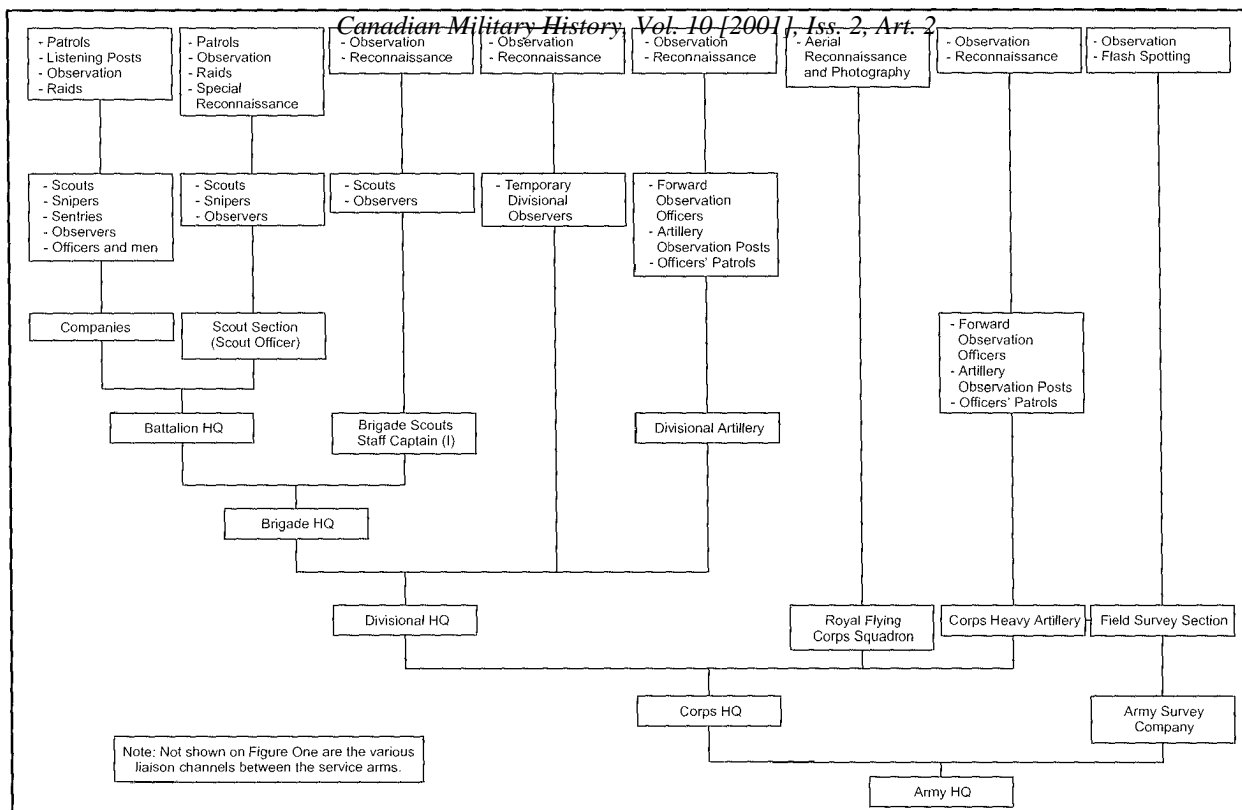 Canadian Military History, Vol. 10 [2001], Iss. 2, Art. 2
- Patrols
- Listening Posts
- Observation
- Raids
- Patrols
- Observation
- Raids
- Special
Reconnaissance
- Observation
- Reconnaissance
- Observation
- Reconnaissance
- Observation
- Reconnaissance
- Aerial
Reconnaissance
and Photography
- Observation
- Reconnaissance
- Observation
- Flash Spotting
- Scouts
- Snipers
- Sentries
- Observers
- Officers and men
- Scouts
- Snipers
- Observers
- Scouts
- Observers
- Temporary
Divisional
Observers
- Forward
Observation
Officers
- Artillery
Observation Posts
- Officers' Patrols
Companies
Scout Section
(Scout Officer)
- Forward
Observation
Officers
- Artillery
Observation Posts
- Officers' Patrols
Battalion HQ
Brigade Scouts
Staff Captain (I)
Divisional Artillery
Brigade HQ
Divisional HQ
Royal Flying
Corps Squadron
Corps Heavy Artillery
Field Survey Section
Corps HQ
Army Survey
Company
Note: Not shown on Figure One are the various
liaison channels between the service arms.
Army HQ